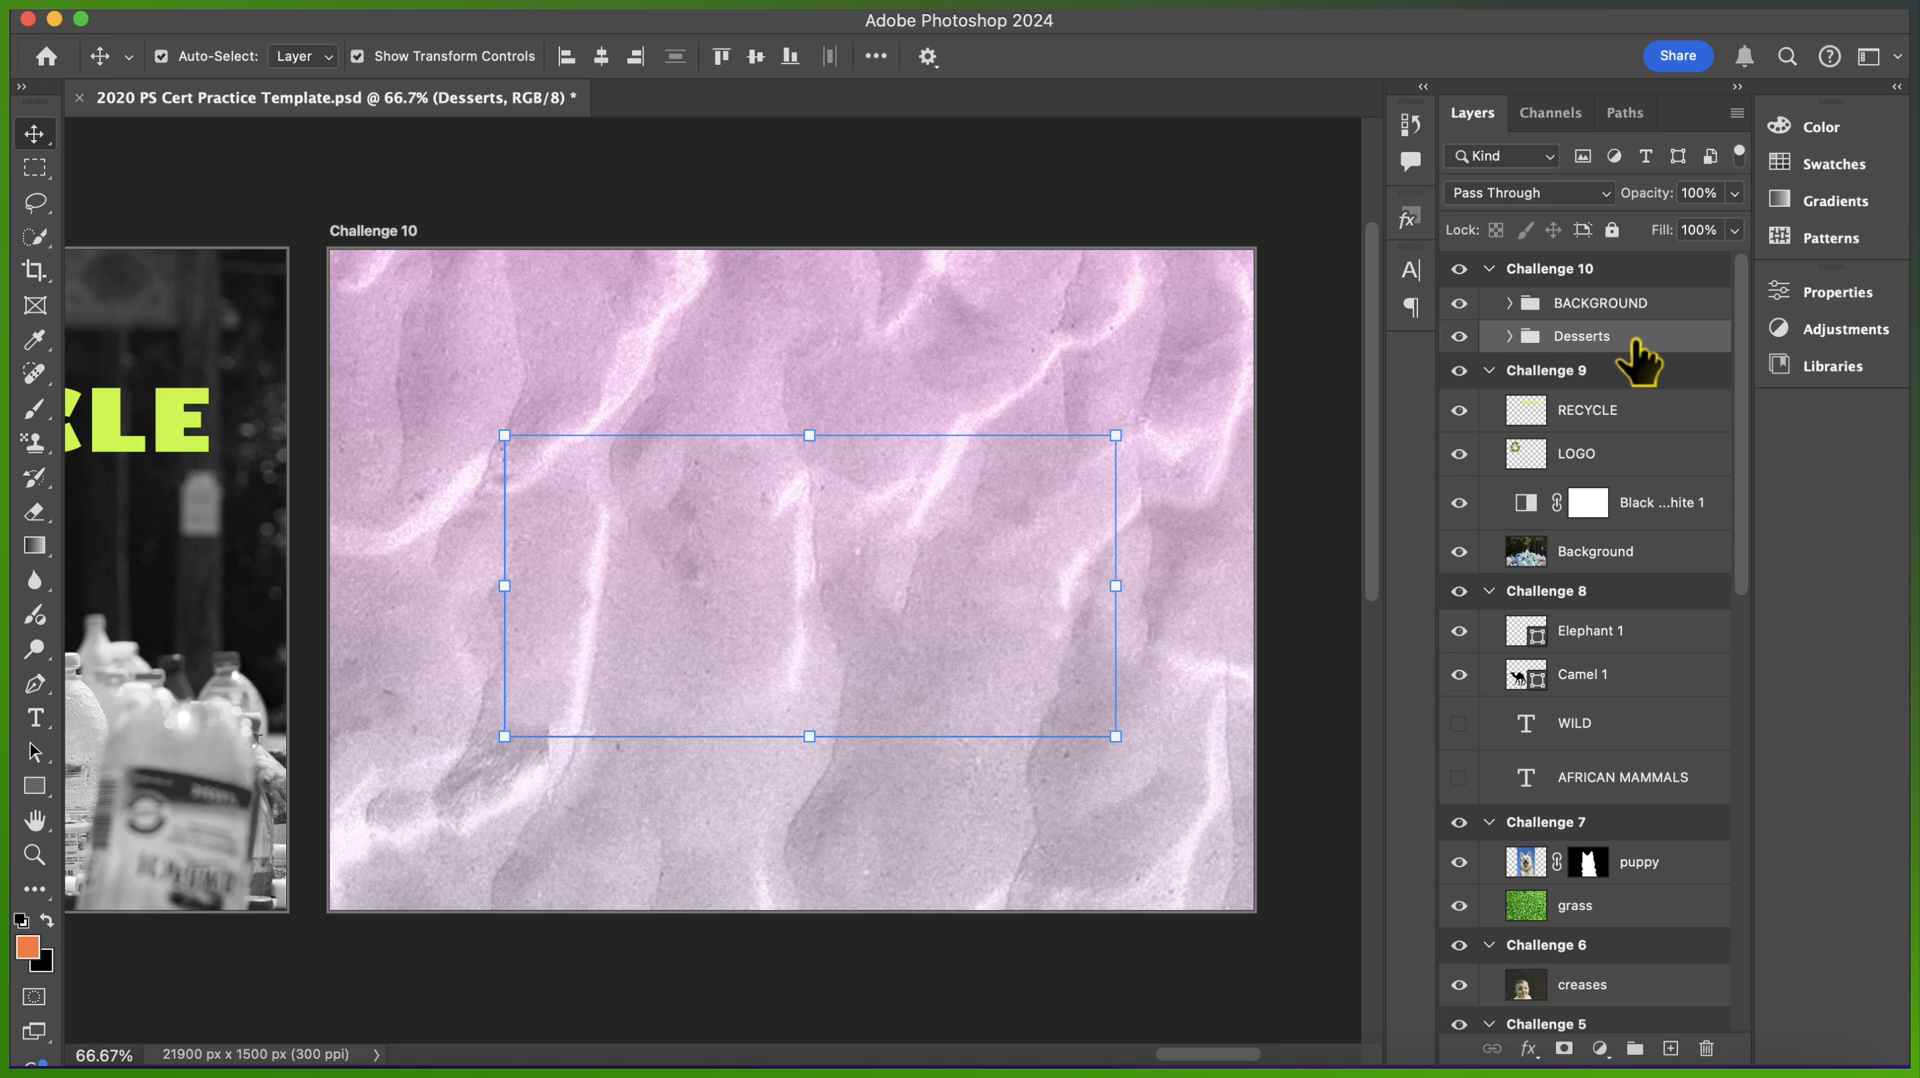 Adobe Photoshop 2024
Auto-Select: Layer Show Transform Controls
Share
2020 PS Cert Practice Template.psd @ 66.7% (Desserts, RGB/8) *
Layers Channels Paths
Kind
Pass Through Opacity: 100%
Lock: Fill: 100%
Challenge 10
BACKGROUND
Desserts
Challenge 9
RECYCLE
LOGO
Black ...hite 1
Background
Challenge 8
Elephant 1
Camel 1
WILD
AFRICAN MAMMALS
Challenge 7
puppy
grass
Challenge 6
creases
Challenge 5
Color
Swatches
Gradients
Patterns
Properties
Adjustments
Libraries
Challenge 10
CLE
66.67% 21900 px x 1500 px (300 ppi)